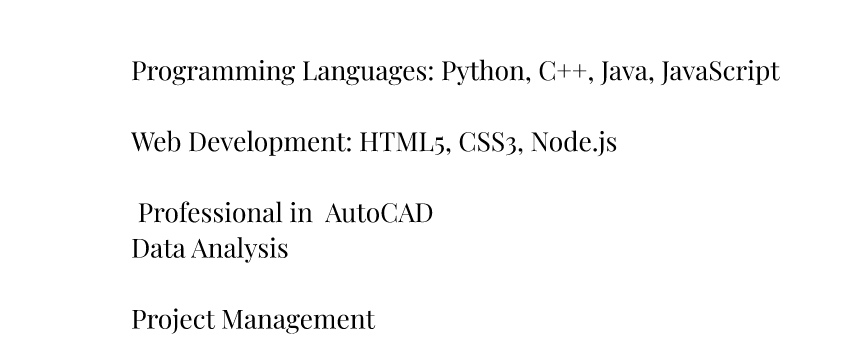 Programming Languages: Python, C++, Java, JavaScript
Web Development: HTML5, CSS3, Node.js
Professional in  AutoCAD
Data Analysis
Project Management